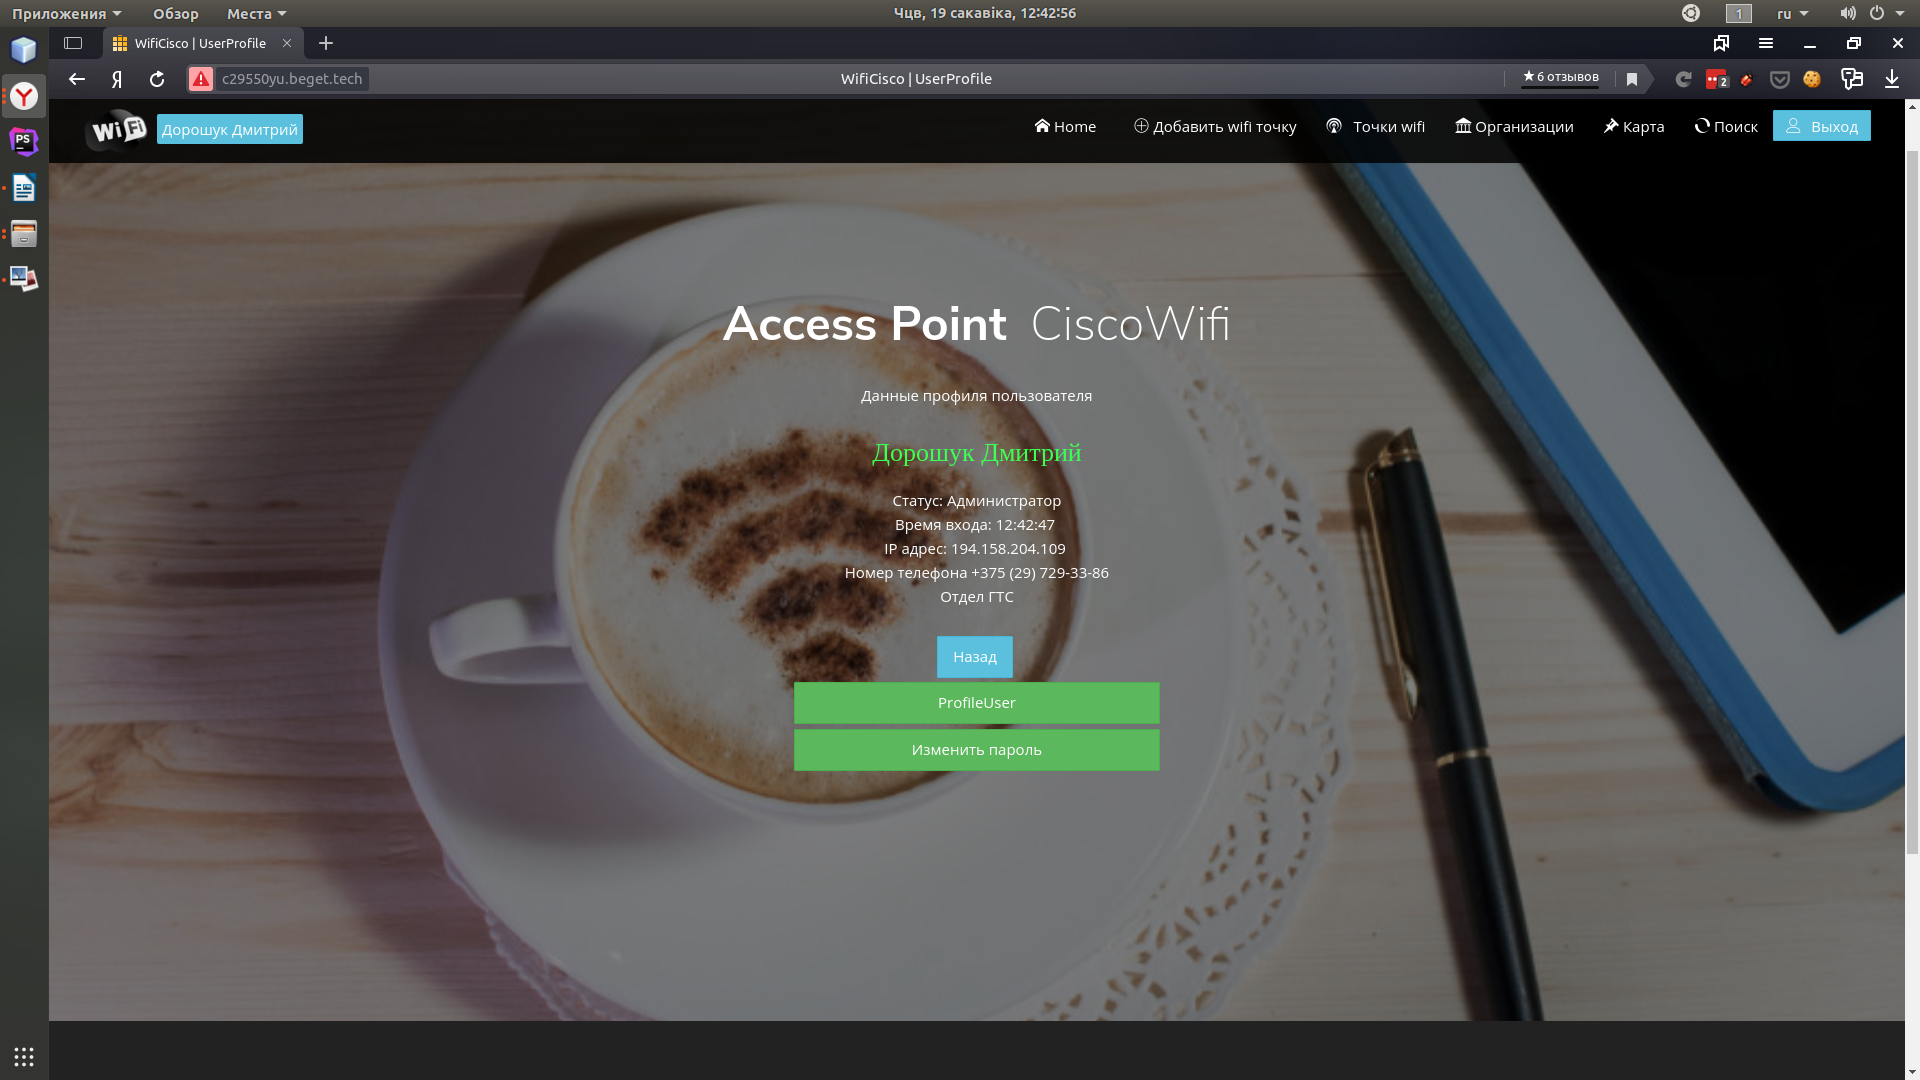 Приложения Обзор Места Чцв, 19 сакавіка, 12:42:56 1 ru
WifiCisco | UserProfile
Я c29550yu.beget.tech WifiCisco | UserProfile ★ 6 отзывов 2
WiFi Дорошук Дмитрий Home Добавить wifi точку Точки wifi Организации Карта Поиск Выход
PS
Access Point CiscoWifi
Данные профиля пользователя
Дорошук Дмитрий
Статус: Администратор
Время входа: 12:42:47
IP адрес: 194.158.204.109
Номер телефона +375 (29) 729-33-86
Отдел ГТС
Назад
ProfileUser
Изменить пароль